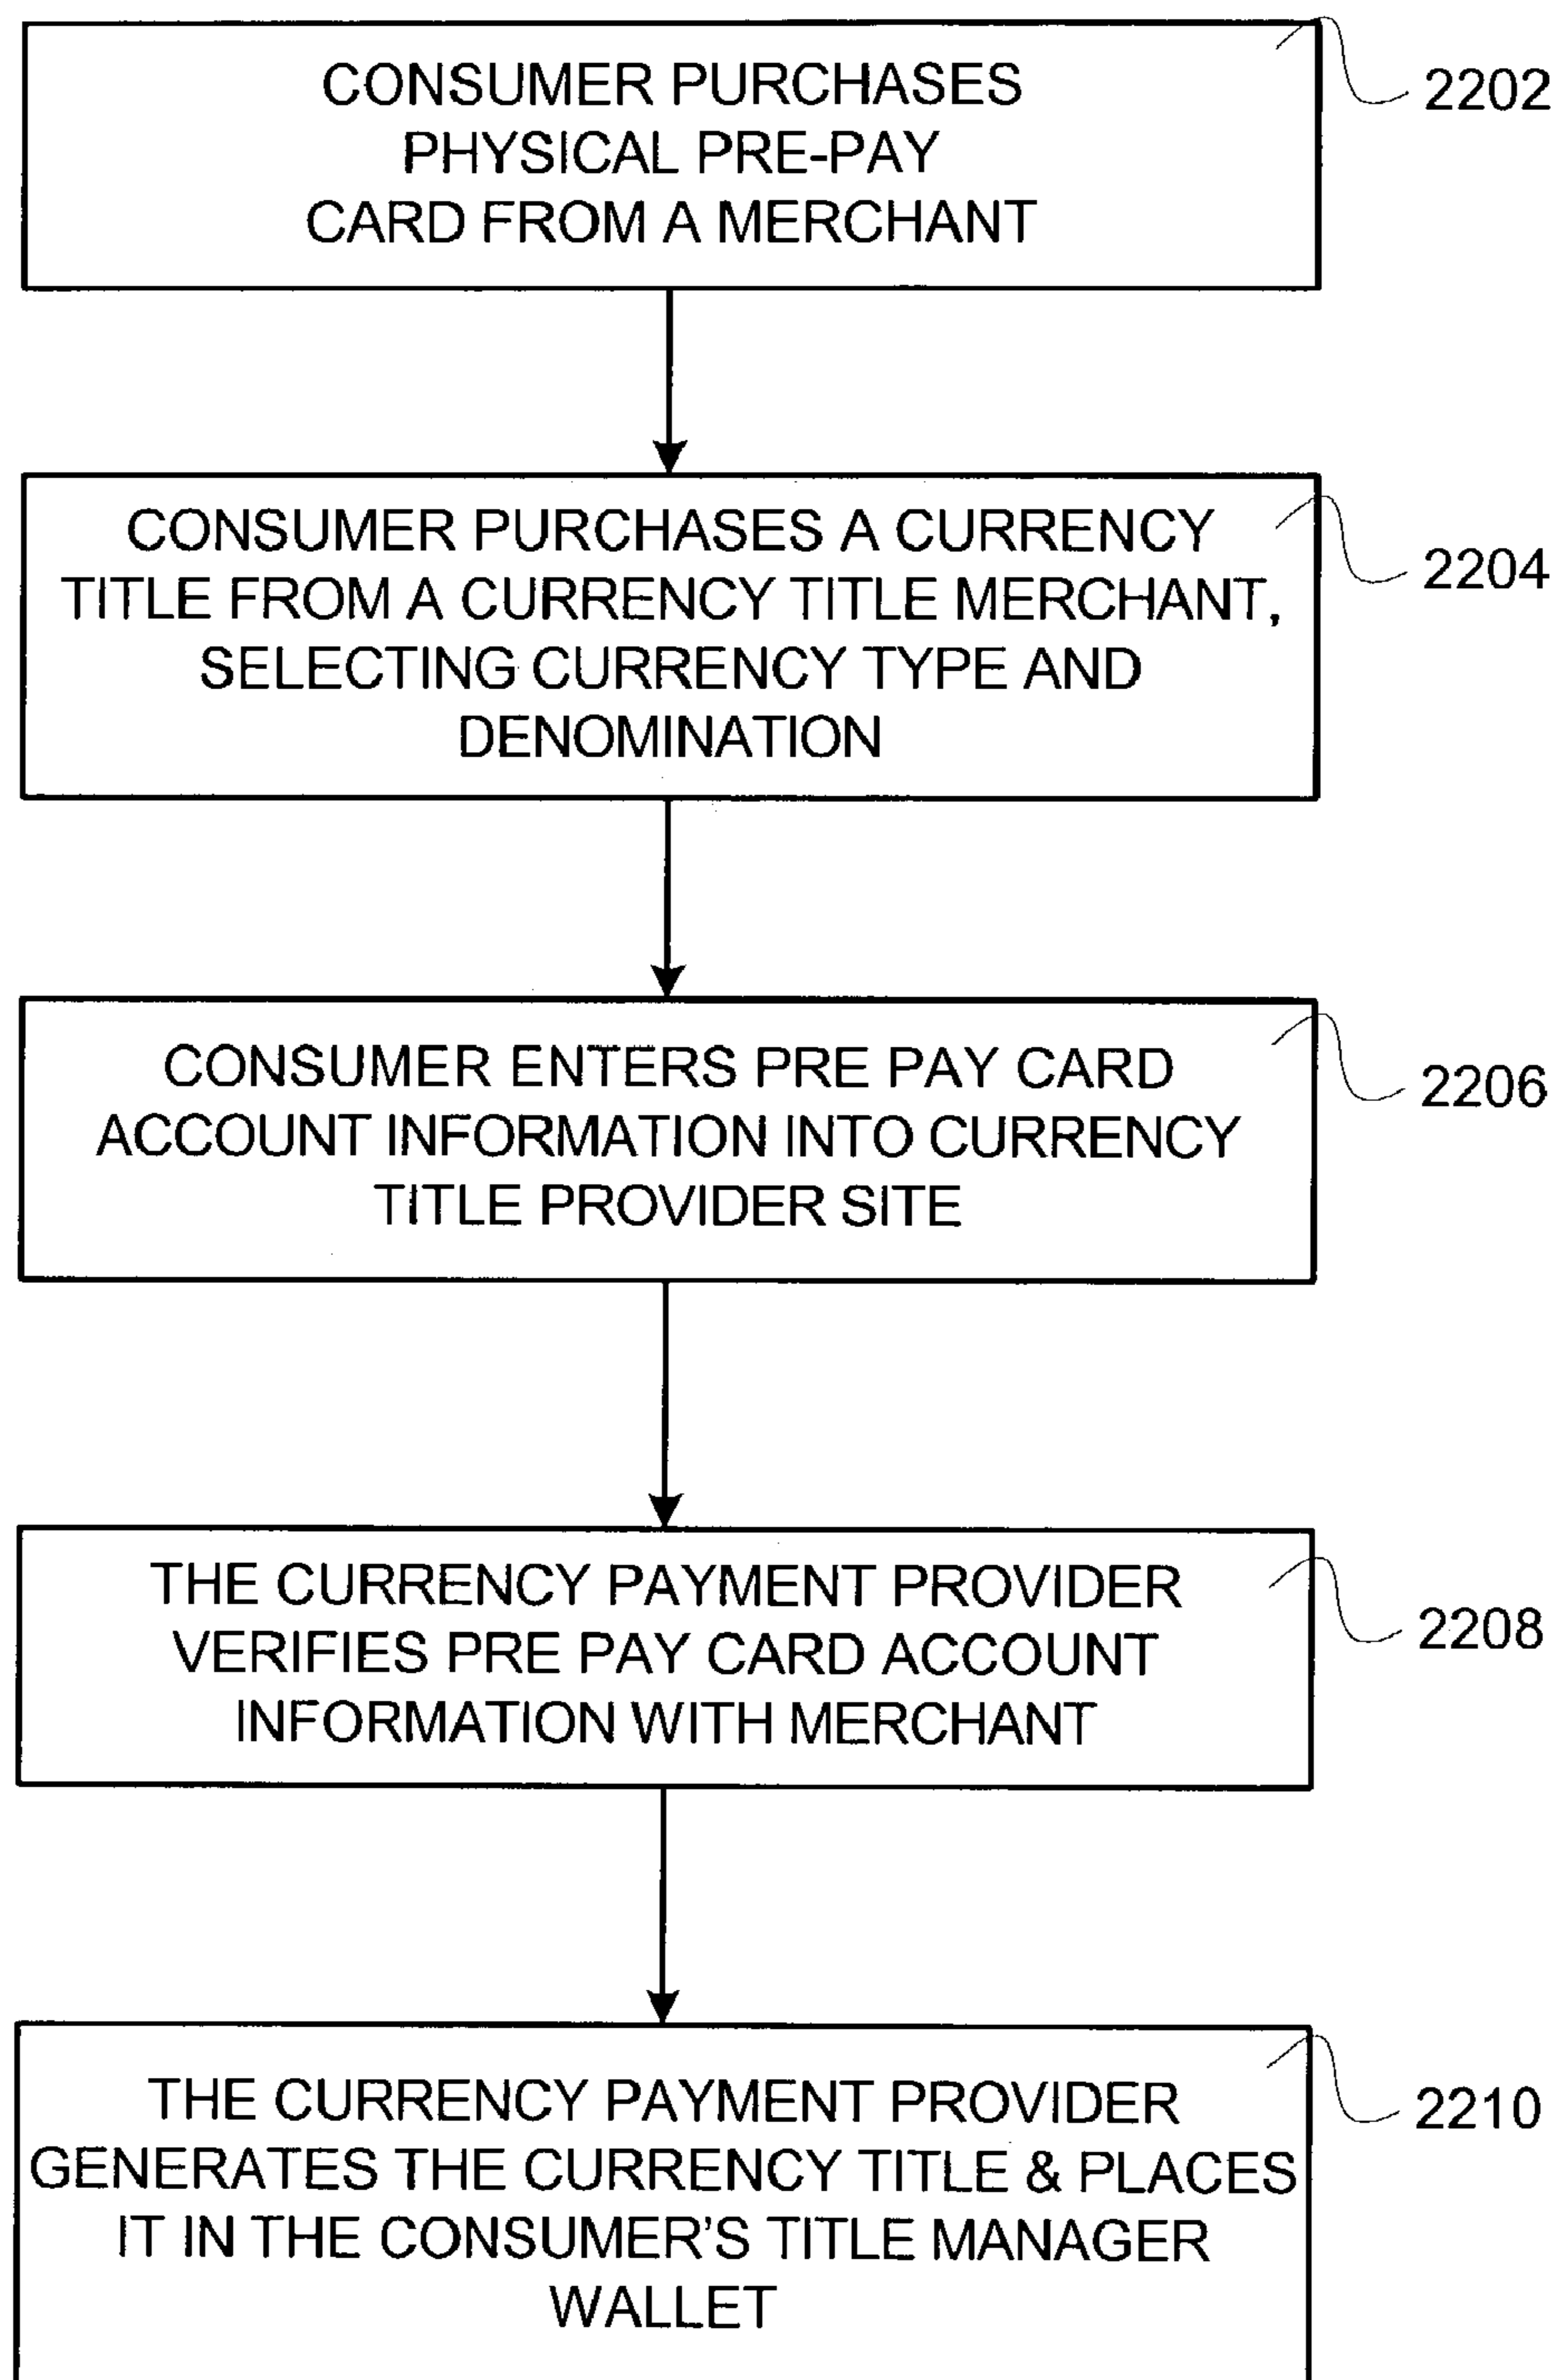 CONSUMER PURCHASES
PHYSICAL PRE-PAY
CARD FROM A MERCHANT
2202
CONSUMER PURCHASES A CURRENCY
TITLE FROM A CURRENCY TITLE MERCHANT,
SELECTING CURRENCY TYPE AND
DENOMINATION
2204
CONSUMER ENTERS PRE PAY CARD
ACCOUNT INFORMATION INTO CURRENCY
TITLE PROVIDER SITE
2206
THE CURRENCY PAYMENT PROVIDER
VERIFIES PRE PAY CARD ACCOUNT
INFORMATION WITH MERCHANT
2208
THE CURRENCY PAYMENT PROVIDER
GENERATES THE CURRENCY TITLE & PLACES
IT IN THE CONSUMER’S TITLE MANAGER
WALLET
2210